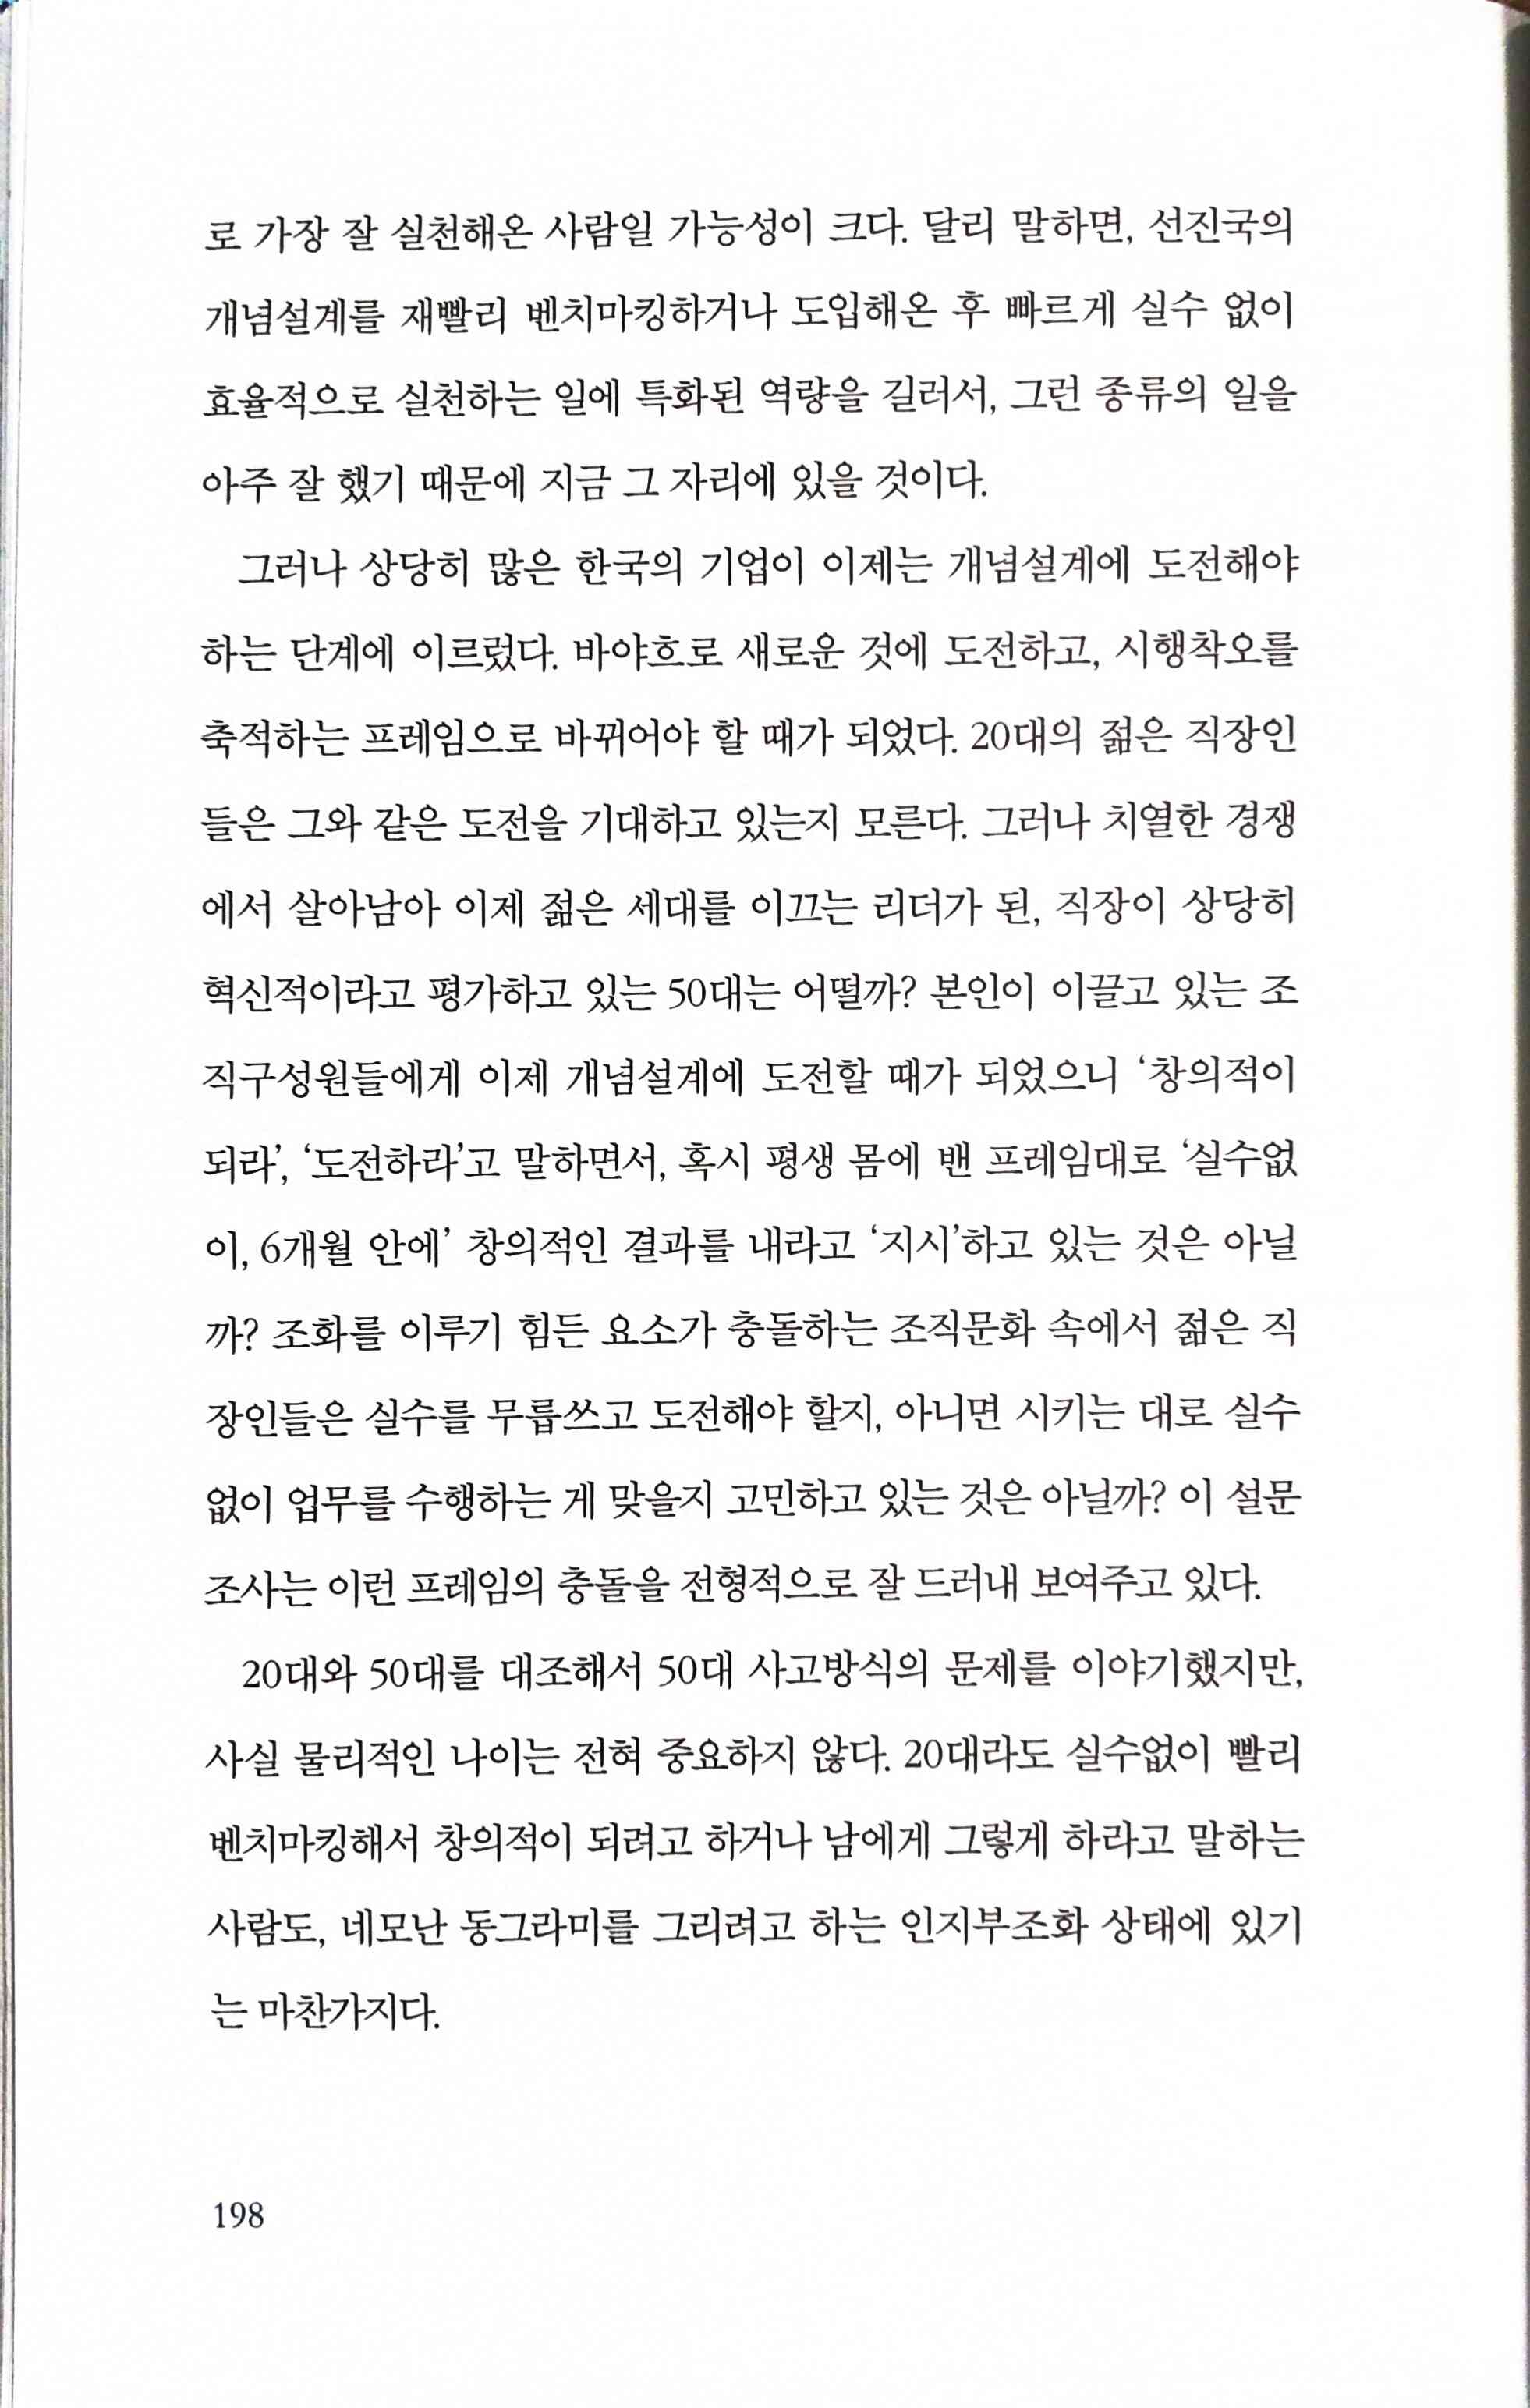 로 가장 잘 실천해온 사람일 가능성이 크다. 달리 말하면, 선진국의
개념설계를 재빨리 벤치마킹하거나 도입해온 후 빠르게 실수 없이
효율적으로 실천하는 일에 특화된 역량을 길러서, 그런 종류의 일을
아주 잘 했기 때문에 지금 그 자리에 있을 것이다.
그러나 상당히 많은 한국의 기업이 이제는 개념설계에 도전해야
하는 단계에 이르렀다. 바야흐로 새로운 것에 도전하고, 시행착오를
축적하는 프레임으로 바뀌어야 할 때가 되었다. 20대의 젊은 직장인
들은 그와 같은 도전을 기대하고 있는지 모른다. 그러나 치열한 경쟁
에서 살아남아 이제 젊은 세대를 이끄는 리더가 된, 직장이 상당히
혁신적이라고 평가하고 있는 50대는 어떨까? 본인이 이끌고 있는 조
직구성원들에게 이제 개념설계에 도전할 때가 되었으니 ‘창의적이
되라’, ‘도전하라’고 말하면서, 혹시 평생 몸에 밴 프레임대로 ‘실수없
이, 6개월 안에’ 창의적인 결과를 내라고 ‘지시’하고 있는 것은 아닐
까? 조화를 이루기 힘든 요소가 충돌하는 조직문화 속에서 젊은 직
장인들은 실수를 무릅쓰고 도전해야 할지, 아니면 시키는 대로 실수
없이 업무를 수행하는 게 맞을지 고민하고 있는 것은 아닐까? 이 설문
조사는 이런 프레임의 충돌을 전형적으로 잘 드러내 보여주고 있다.
20대와 50대를 대조해서 50대 사고방식의 문제를 이야기했지만,
사실 물리적인 나이는 전혀 중요하지 않다. 20대라도 실수없이 빨리
벤치마킹해서 창의적이 되려고 하거나 남에게 그렇게 하라고 말하는
사람도, 네모난 동그라미를 그리려고 하는 인지부조화 상태에 있기
는 마찬가지다.
198